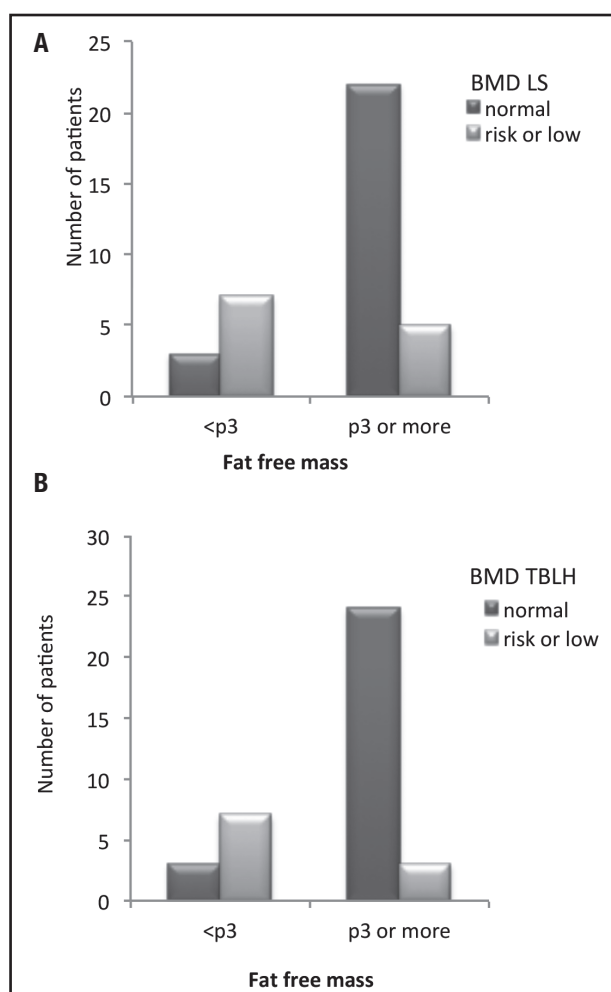 A
Number of patients
25
20
15
10
5
0
BMD LS
normal
risk or low
<p3
p3 or more
Fat free mass
B
Number of patients
30
25
20
15
10
5
0
BMD TBLH
normal
risk or low
<p3
p3 or more
Fat free mass